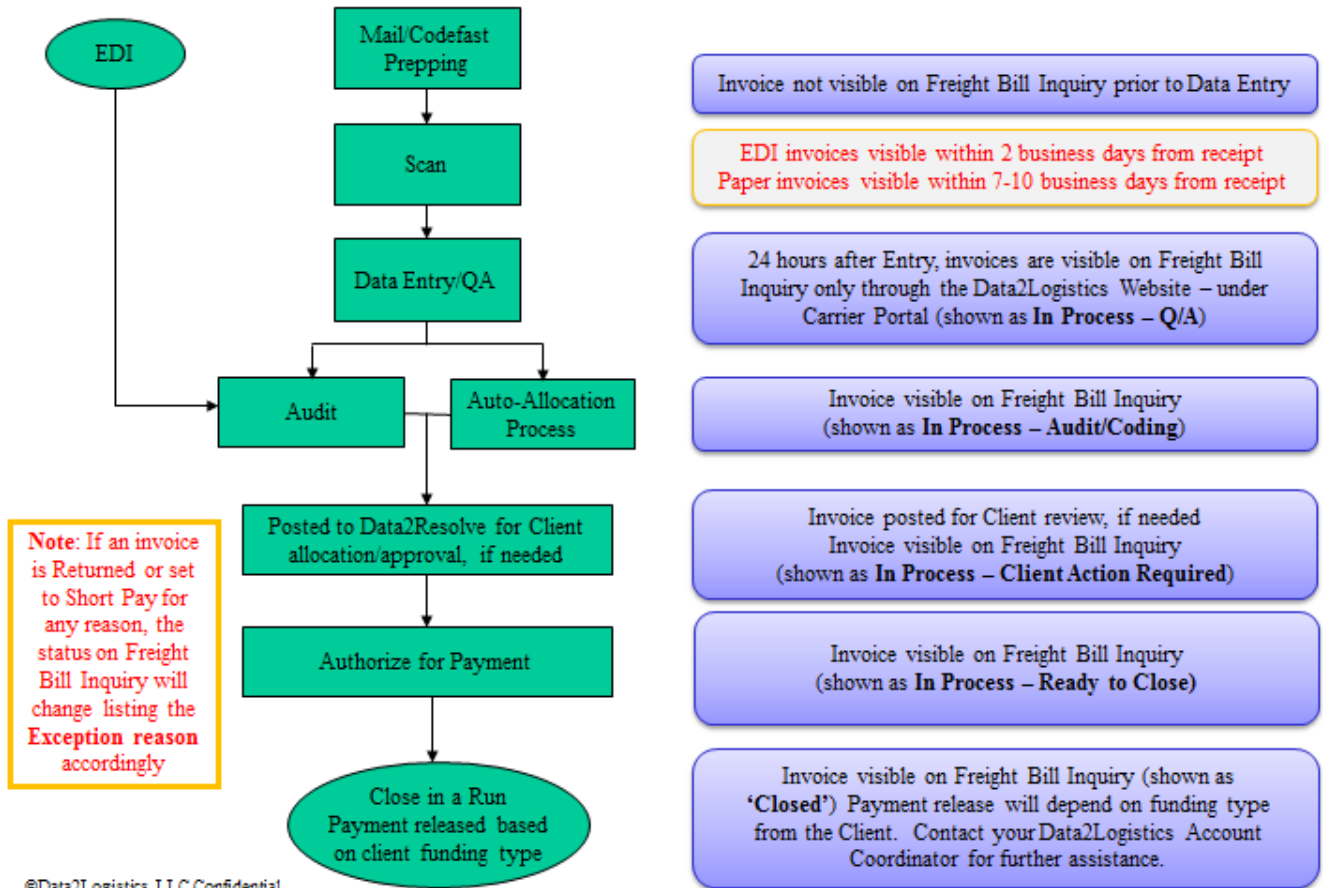 EDI
Mail/Codefast
Prepping
Invoice not visible on Freight Bill Inquiry prior to Data Entry
Scan
EDI invoices visible within 2 business days from receipt
Paper invoices visible within 7-10 business days from receipt
Data Entry/QA
24 hours after Entry, invoices are visible on Freight Bill
Inquiry only through the Data2Logistics Website – under
Carrier Portal (shown as In Process – Q/A)
Audit
Auto-Allocation
Process
Invoice visible on Freight Bill Inquiry
(shown as In Process – Audit/Coding)
Note: If an invoice
is Returned or set
to Short Pay for
any reason, the
status on Freight
Bill Inquiry will
change listing the
Exception reason
accordingly
Posted to Data2Resolve for Client
allocation/approval, if needed
Invoice posted for Client review, if needed
Invoice visible on Freight Bill Inquiry
(shown as In Process – Client Action Required)
Authorize for Payment
Invoice visible on Freight Bill Inquiry
(shown as In Process – Ready to Close)
Close in a Run
Payment released based
on client funding type
Invoice visible on Freight Bill Inquiry (shown as
‘Closed’) Payment release will depend on funding type
from the Client. Contact your Data2Logistics Account
Coordinator for further assistance.
©Data2Logistics, LLC Confidential